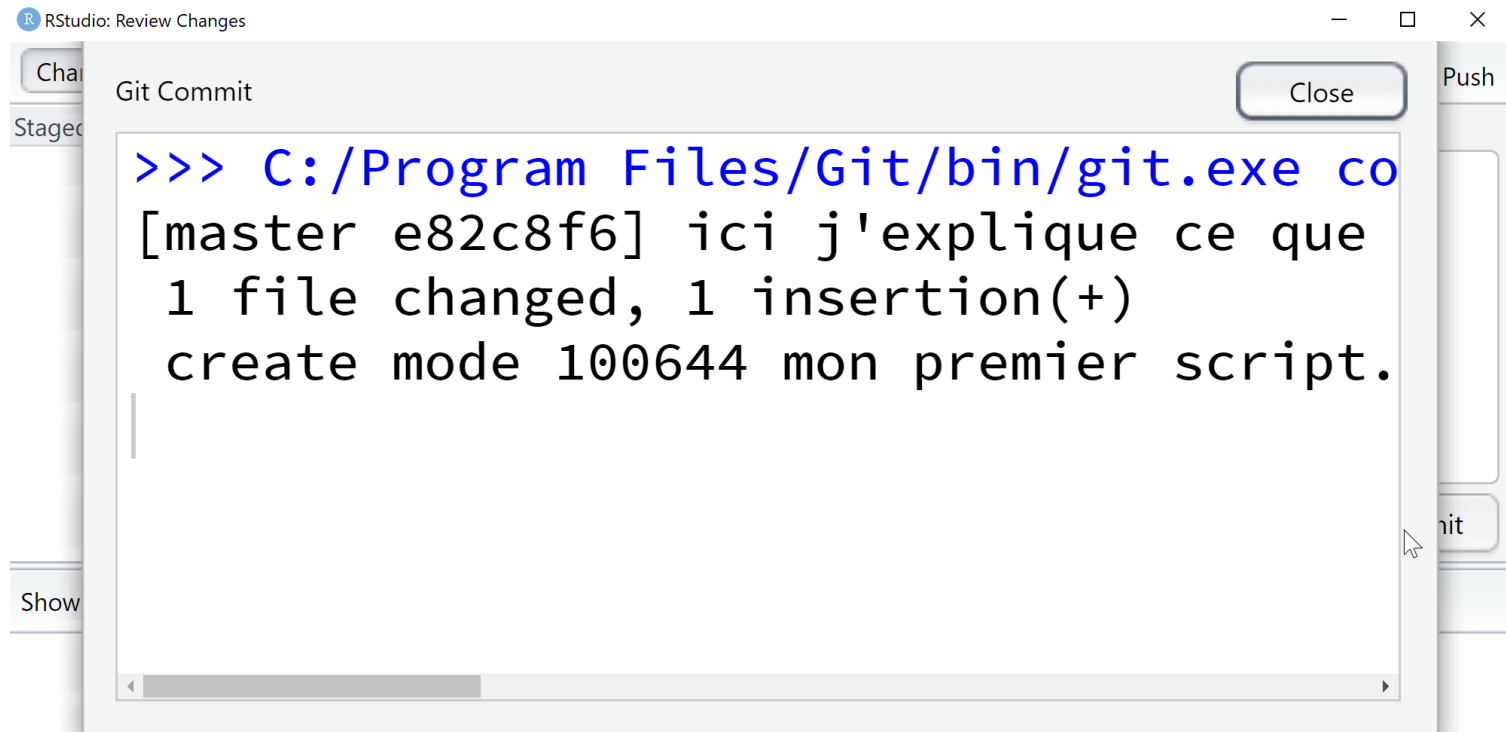 R RStudio: Review Changes
Git Commit
Close
Push
>>> C:/Program Files/Git/bin/git.exe co
[master e82c8f6] ici j'explique ce que
1 file changed, 1 insertion(+)
create mode 100644 mon premier script.
Show